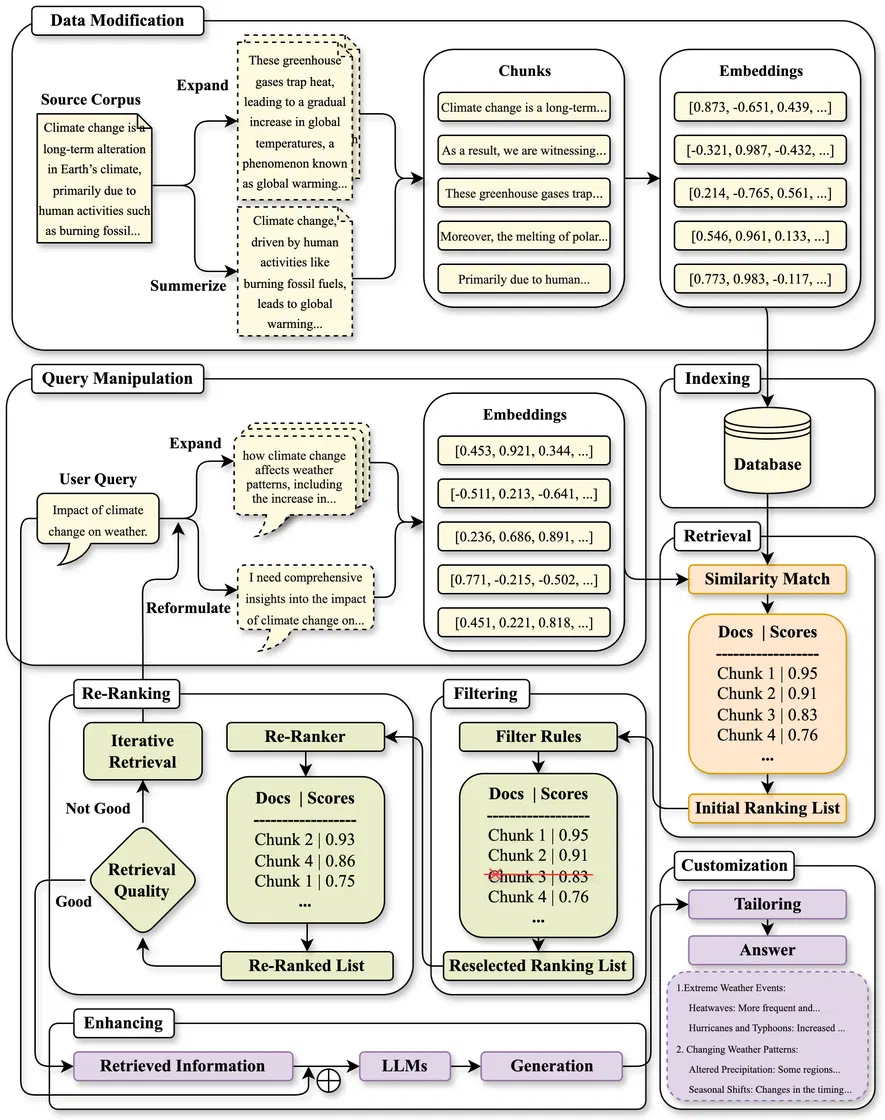 Data Modification
Source Corpus
Climate change is a
long-term alteration
in Earth's climate,
primarily due to
human activities such
as burning fossil...
Expand
These greenhouse
gases trap heat,
leading to a gradual
increase in global
temperatures, a
phenomenon known
as global warming...
Summerize
Climate change,
driven by human
activities like
burning fossil fuels,
leads to global
warming...
Chunks
Climate change is a long-term...
As a result, we are witnessing...
These greenhouse gases trap...
Moreover, the melting of polar...
Primarily due to human...
Embeddings
[0.873, -0.651, 0.439, ...]
[-0.321, 0.987, -0.432, ...]
[0.214, -0.765, 0.561, ...]
[0.546, 0.961, 0.133, ...]
[0.773, 0.983, -0.117, ...]
Query Manipulation
User Query
Impact of climate
change on weather.
Expand
how climate change
affects weather
patterns, including
the increase in...
Reformulate
I need comprehensive
insights into the impact
of climate change on...
Embeddings
[0.453, 0.921, 0.344, ...]
[-0.511, 0.213, -0.641, ...]
[0.236, 0.686, 0.891, ...]
[0.771, -0.215, -0.502, ...]
[0.451, 0.221, 0.818, ...]
Indexing
Database
Retrieval
Similarity Match
Docs | Scores
------------------
Chunk 1 | 0.95
Chunk 2 | 0.91
Chunk 3 | 0.83
Chunk 4 | 0.76
...
Initial Ranking List
Filtering
Filter Rules
Docs | Scores
------------------
Chunk 1 | 0.95
Chunk 2 | 0.91
Chunk 3 | 0.83
Chunk 4 | 0.76
...
Reselected Ranking List
Re-Ranking
Re-Ranker
Docs | Scores
------------------
Chunk 2 | 0.93
Chunk 4 | 0.86
Chunk 1 | 0.75
...
Re-Ranked List
Iterative
Retrieval
Not Good
Retrieval
Quality
Good
Enhancing
Retrieved Information
LLMs
Generation
Customization
Tailoring
Answer
1.Extreme Weather Events:
Heatwaves: More frequent and...
Hurricanes and Typhoons: Increased ...
2. Changing Weather Patterns:
Altered Precipitation: Some regions...
Seasonal Shifts: Changes in the timing...